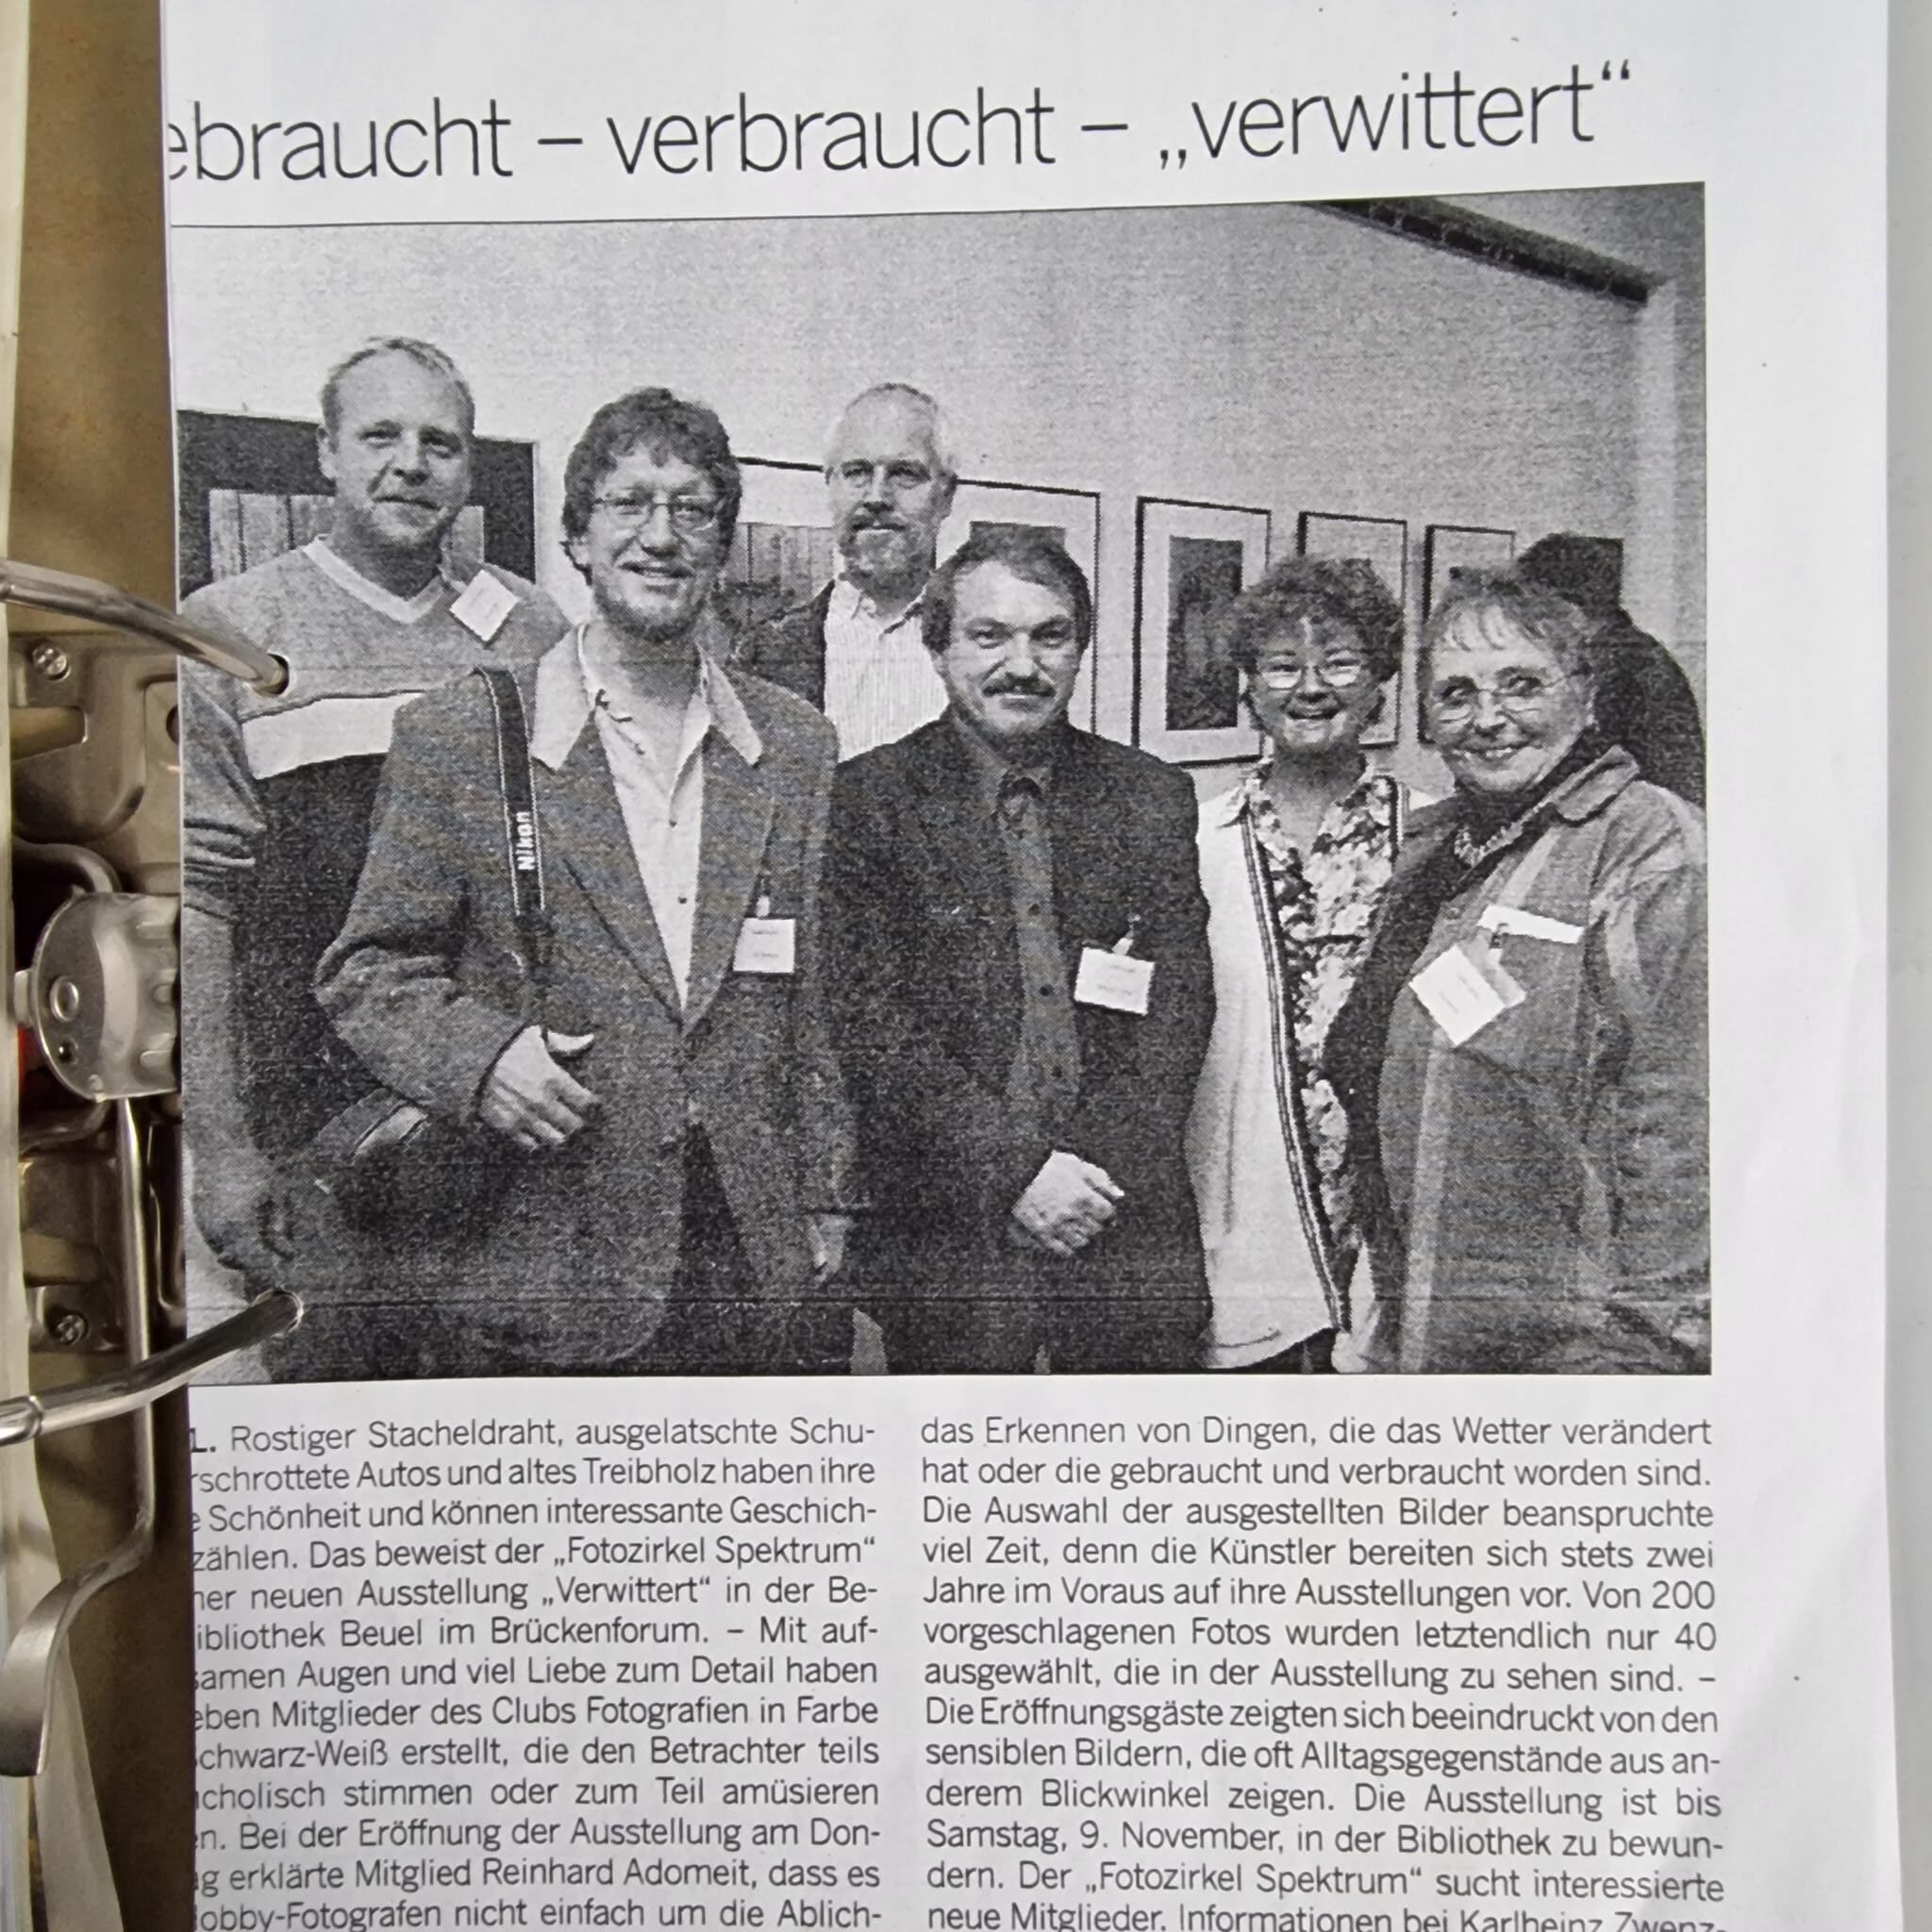 ebraucht – verbraucht – „verwittert“
Nikon
L. Rostiger Stacheldraht, ausgelatschte Schu-
rschrottete Autos und altes Treibholz haben ihre
e Schönheit und können interessante Geschich-
zählen. Das beweist der „Fotozirkel Spektrum“
ner neuen Ausstellung „Verwittert“ in der Be-
ibliothek Beuel im Brückenforum. – Mit auf-
samen Augen und viel Liebe zum Detail haben
eben Mitglieder des Clubs Fotografien in Farbe
chwarz-Weiß erstellt, die den Betrachter teils
ncholisch stimmen oder zum Teil amüsieren
en. Bei der Eröffnung der Ausstellung am Don-
ag erklärte Mitglied Reinhard Adomeit, dass es
obby-Fotografen nicht einfach um die Ablich-
das Erkennen von Dingen, die das Wetter verändert
hat oder die gebraucht und verbraucht worden sind.
Die Auswahl der ausgestellten Bilder beanspruchte
viel Zeit, denn die Künstler bereiten sich stets zwei
Jahre im Voraus auf ihre Ausstellungen vor. Von 200
vorgeschlagenen Fotos wurden letztendlich nur 40
ausgewählt, die in der Ausstellung zu sehen sind. –
Die Eröffnungsgäste zeigten sich beeindruckt von den
sensiblen Bildern, die oft Alltagsgegenstände aus an-
derem Blickwinkel zeigen. Die Ausstellung ist bis
Samstag, 9. November, in der Bibliothek zu bewun-
dern. Der „Fotozirkel Spektrum“ sucht interessierte
neue Mitglieder. Informationen bei Karlheinz Zwenz-